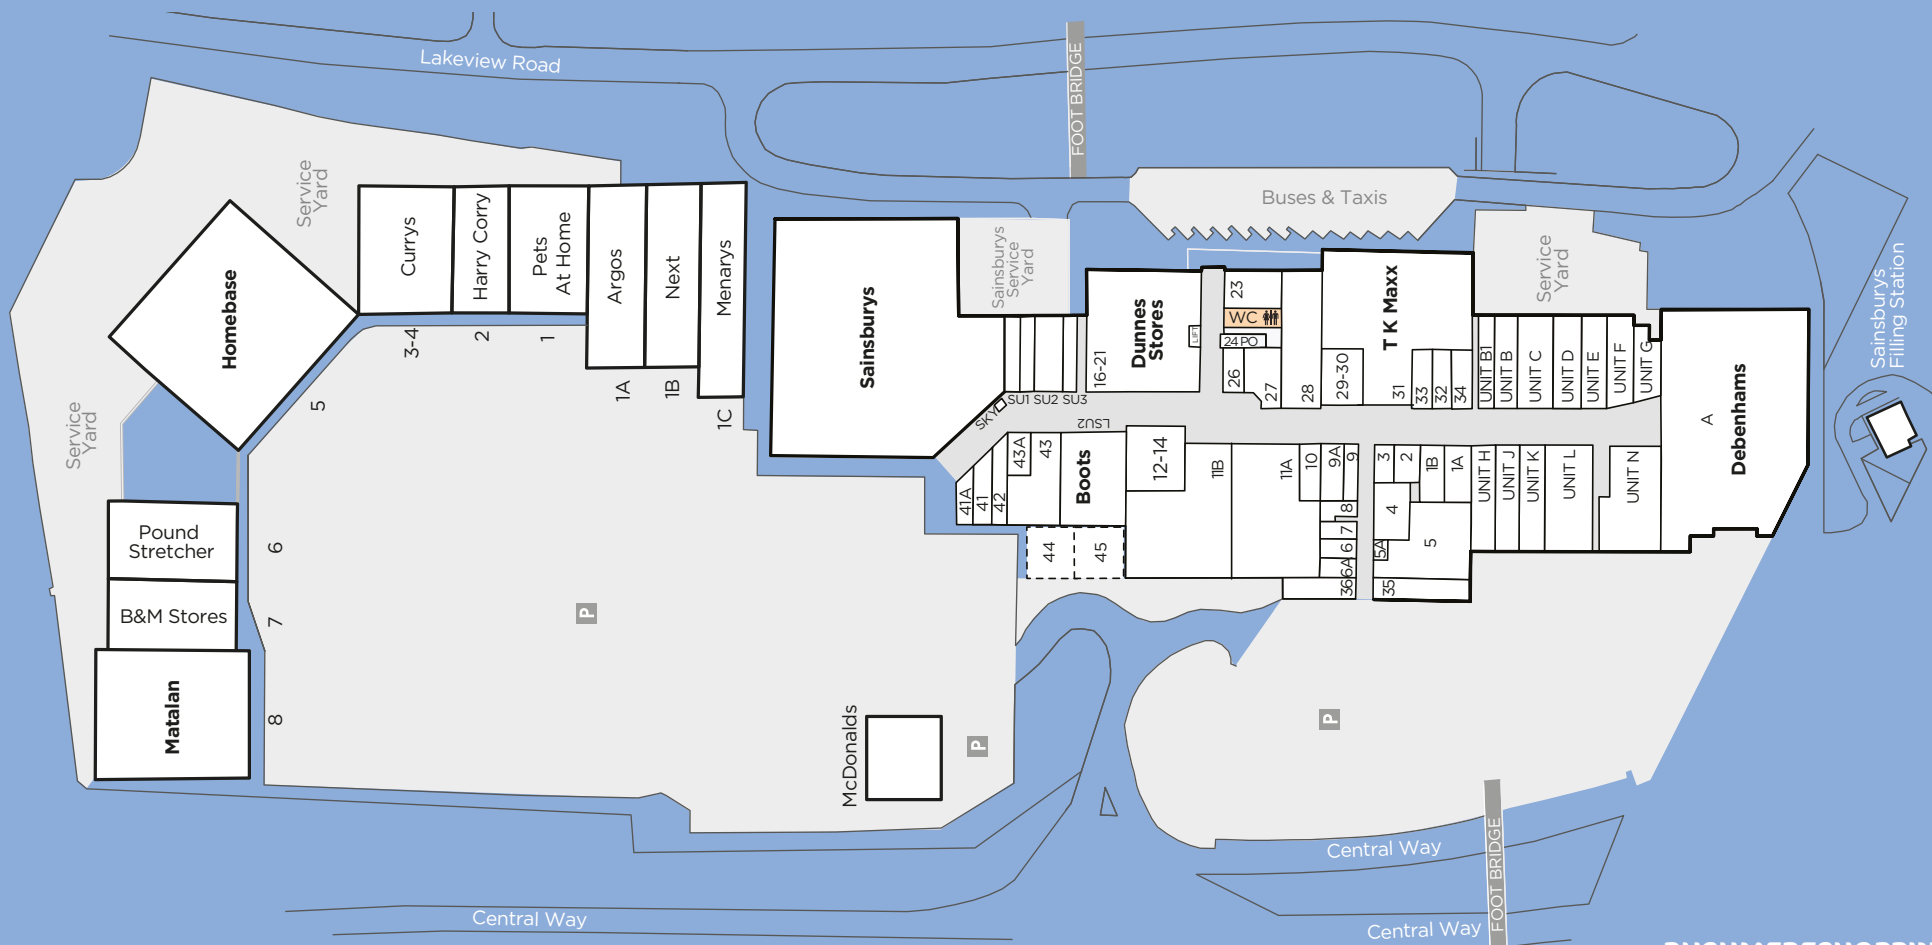 Lakeview Road
FOOT BRIDGE
Buses & Taxis
Service
Yard
Service
Yard
Sainsburys
Service
Yard
Service
Yard
Sainsburys
Filling Station
Homebase
5
Currys
3-4
Harry Corry
2
Pets
At Home
1
Argos
1A
Next
1B
Menarys
1C
Pound
Stretcher
6
B&M Stores
7
Matalan
8
P
McDonalds
P
P
Sainsburys
SKY
SU1
SU2
SU3
LSU2
16-21
Dunnes
Stores
LIFT
23
WC
24 PO
26
27
28
29-30
T K Maxx
31
33
32
34
UNIT B1
UNIT B
UNIT C
UNIT D
UNIT E
UNIT F
UNIT G
A
Debenhams
41A
41
42
43A
43
Boots
44
45
12-14
11B
11A
10
9A
9
8
7
6
6A
36
3
2
1B
1A
4
5A
5
35
UNIT H
UNIT J
UNIT K
UNIT L
UNIT N
Central Way
FOOT BRIDGE
Central Way
Central Way